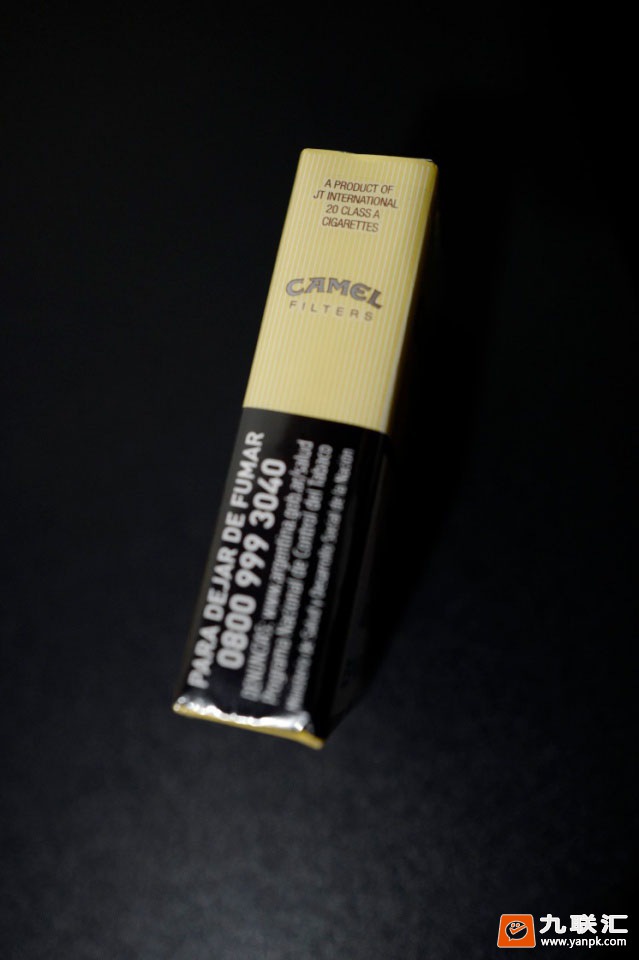 A PRODUCT OF
JT INTERNATIONAL
20 CLASS A
CIGARETTES
CAMEL
FILTERS
PARA DEJAR DE FUMAR
0800 999 3040
DENUNCIAS: www.argentina.gob.ar/salud
Programa Nacional de Control del Tabaco
Ministerio de Salud y Desarrollo Social de la Nación
九联汇
www.yanpk.com